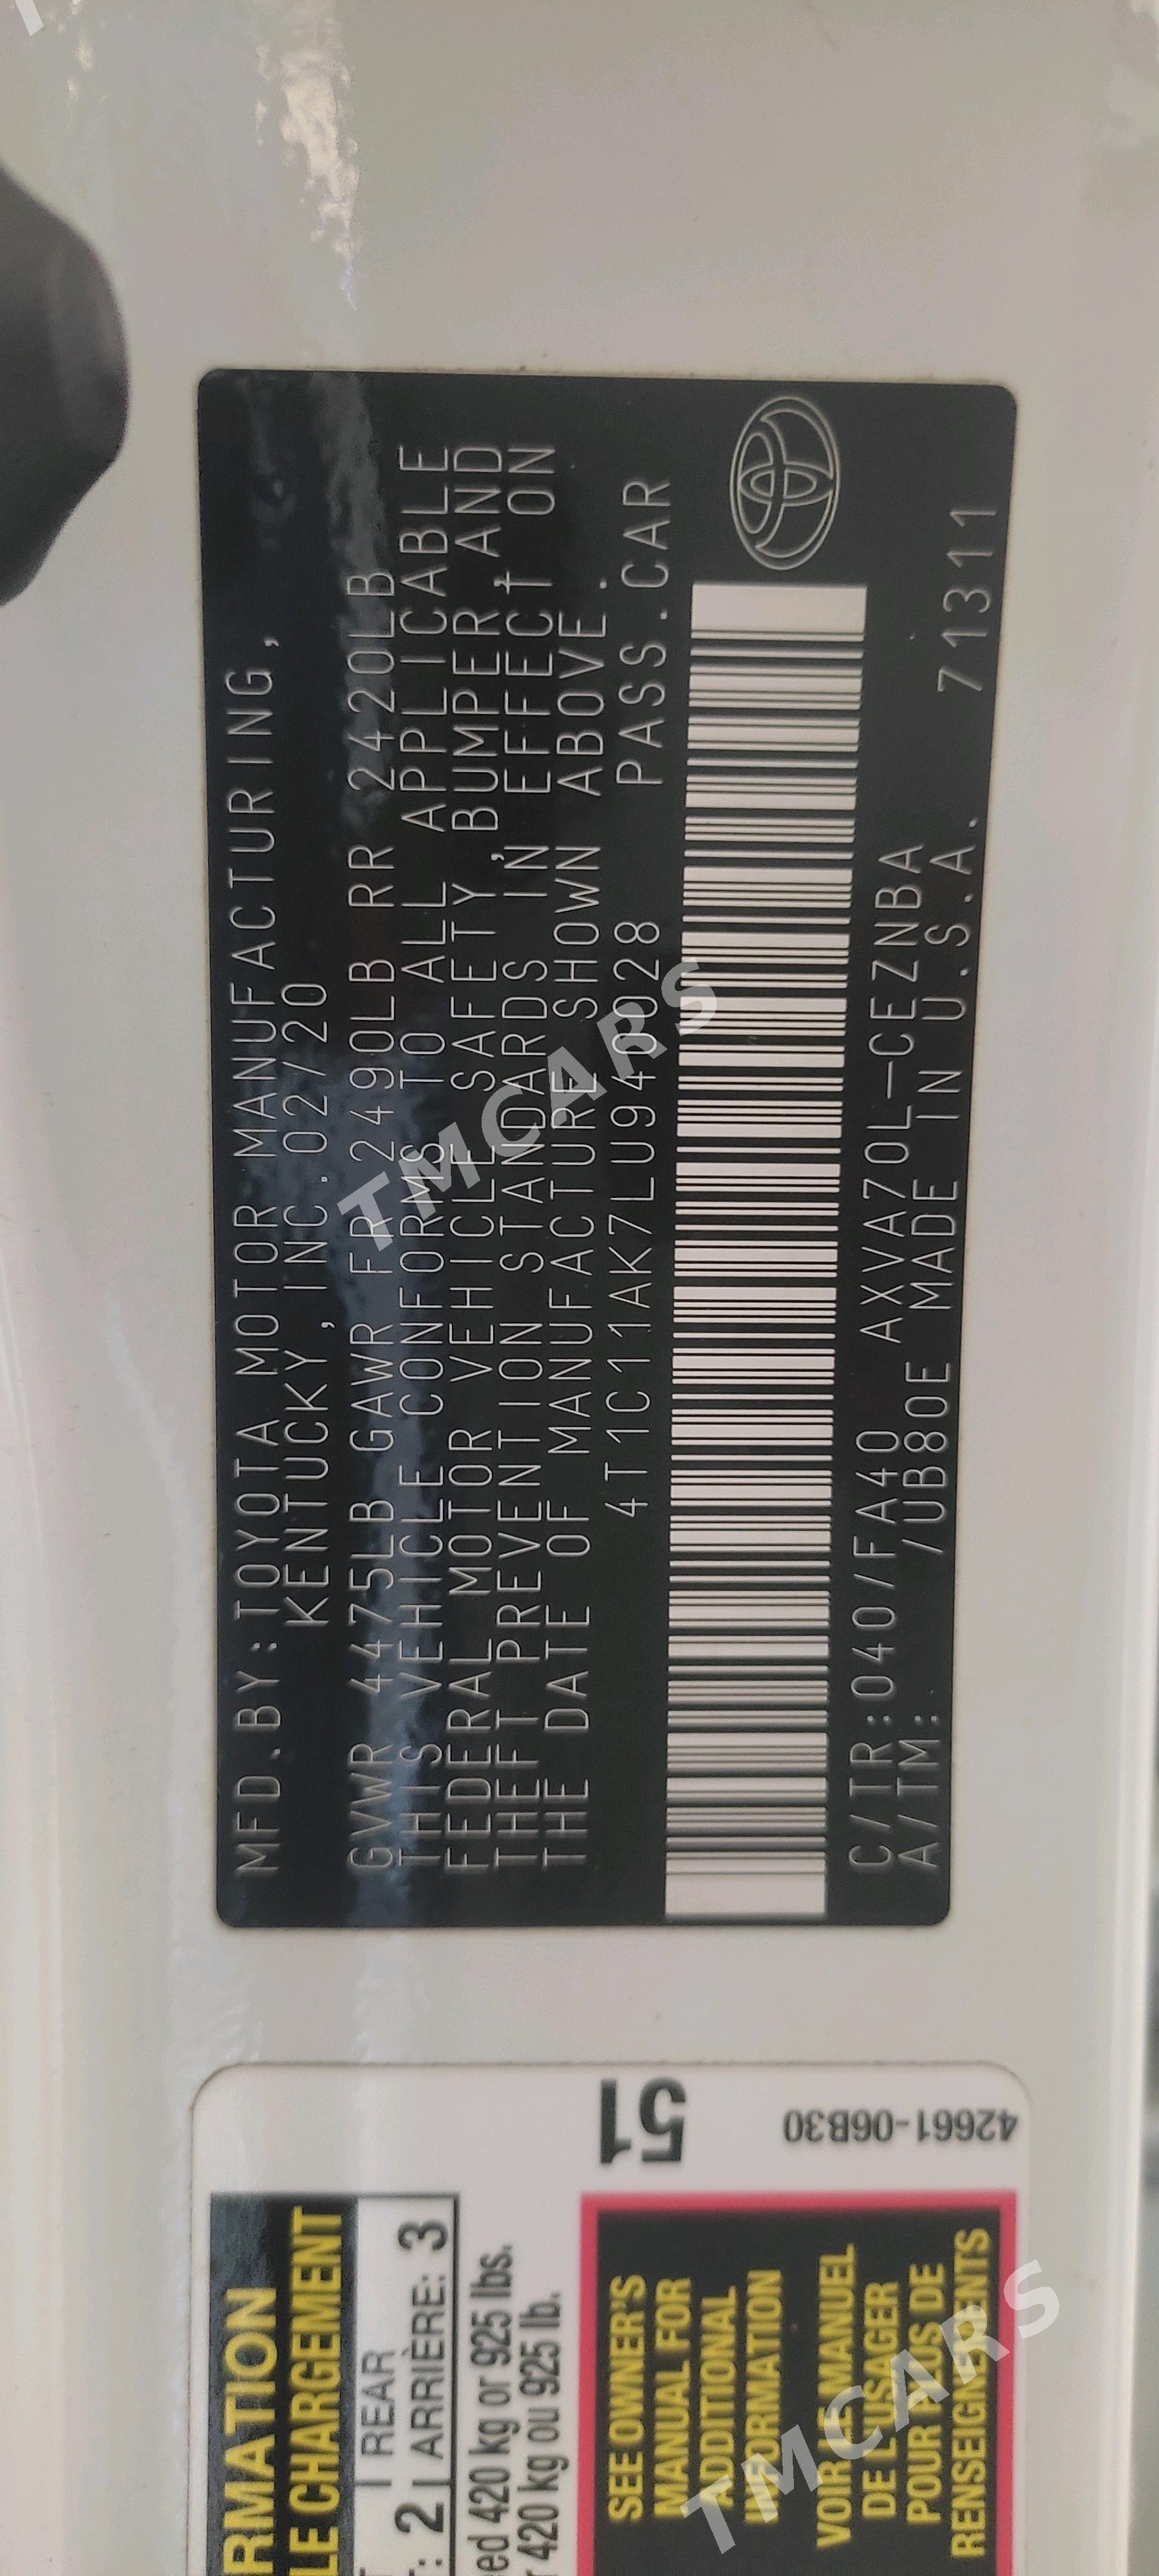 MFD.BY:TOYOTA MOTOR MANUFACTURING,
KENTUCKY, INC.02/20
GVWR 4475LB GAWR FR 2490LB RR 2420LB
THIS VEHICLE CONFORMS TO ALL APPLICABLE
FEDERAL MOTOR VEHICLE SAFETY,BUMPER,AND
THEFT PREVENTION STANDARDS IN EFFECT ON
THE DATE OF MANUFACTURE SHOWN ABOVE.
4T1C11AK7LU940028 PASS.CAR
C/IR:040/FA40 AXVA70L-CEZNBA
A/TM: /UB80E MADE IN U.S.A. 71311
TMCARS
RMATION
LE CHARGEMENT
REAR
2 ARRIÈRE: 3
420 kg or 925 lbs.
420 kg ou 925 lb.
51
42661-06B30
SEE OWNER'S
MANUAL FOR
ADDITIONAL
INFORMATION
VOIR LE MANUEL
DE L'USAGER
POUR PLUS DE
RENSEIGNEMENTS
TMCARS